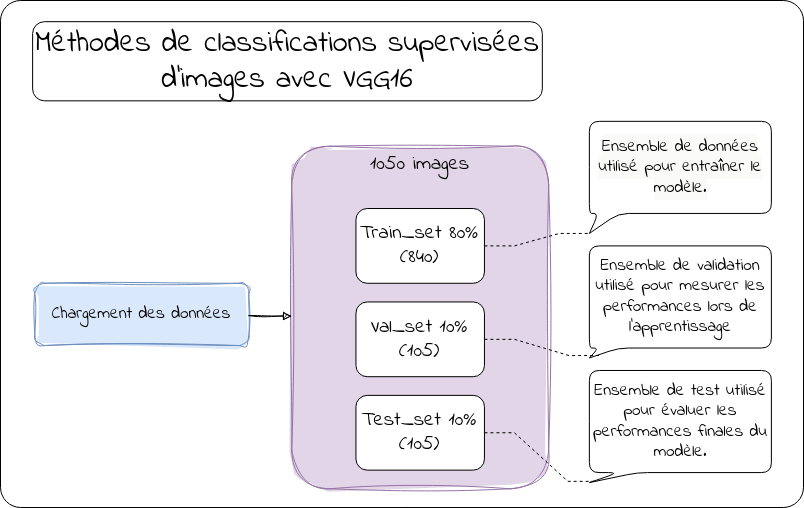 Méthodes de classifications supervisées
d'images avec VGG16
1050 images
Ensemble de données
utilisé pour entraîner le
modèle.
Train_set 80%
(840)
Ensemble de validation
utilisé pour mesurer les
performances lors de
l'apprentissage
Chargement des données
Val_set 10%
(105)
Ensemble de test utilisé
pour évaluer les
performances finales du
modèle.
Test_set 10%
(105)